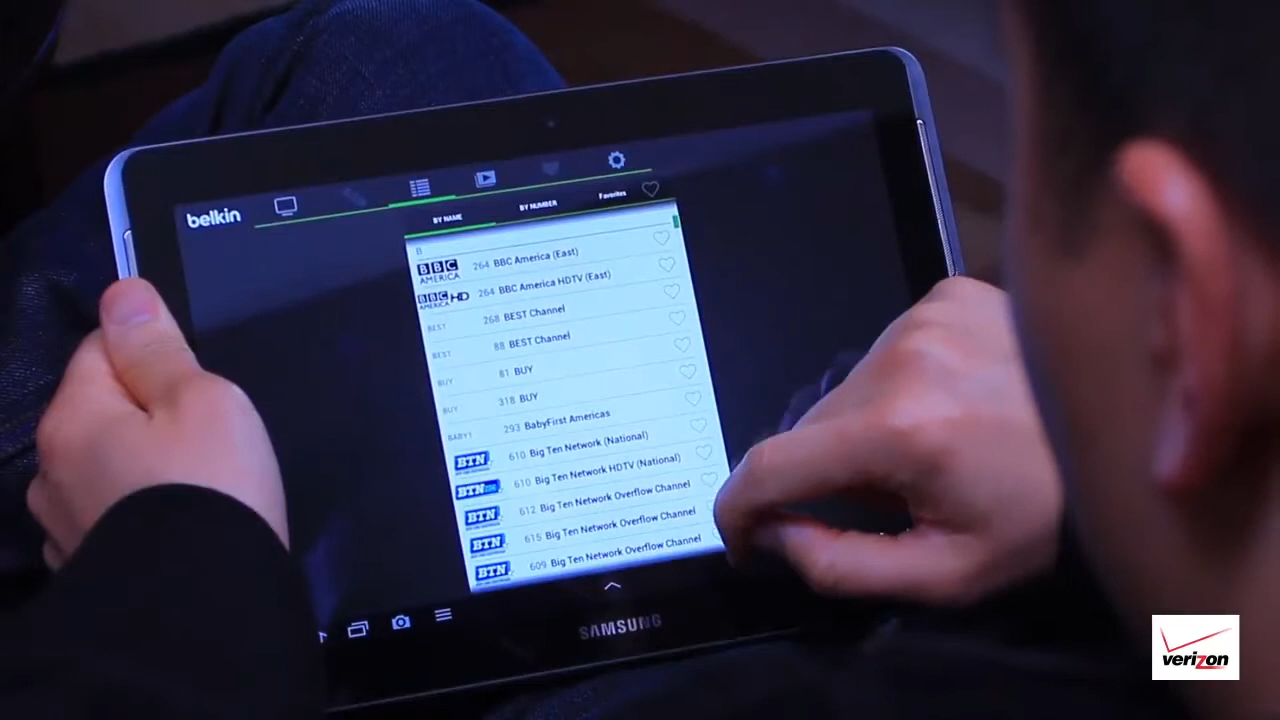 belkin
BY NAME
BY NUMBER
Favorites
B
BBC AMERICA 264 BBC America (East)
BBC AMERICA HD 264 BBC America HDTV (East)
BEST 268 BEST Channel
BEST 88 BEST Channel
BUY 81 BUY
BUY 318 BUY
BABY1 293 BabyFirst Americas
BTN 610 Big Ten Network (National)
BTN 610 Big Ten Network HDTV (National)
BTN 612 Big Ten Network Overflow Channel
BTN 615 Big Ten Network Overflow Channel
BTN 609 Big Ten Network Overflow Channel
SAMSUNG
verizon